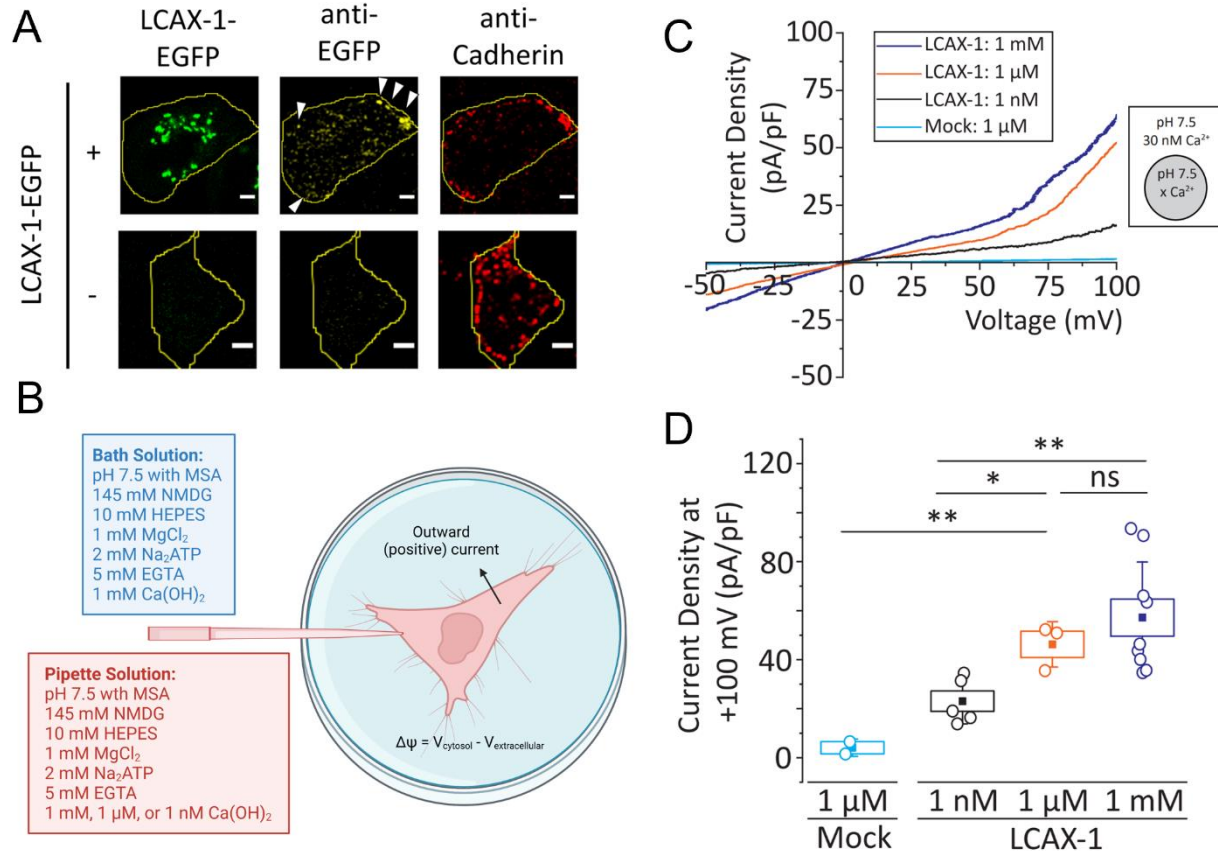 A
LCAX-1-
EGFP
anti-
EGFP
anti-
Cadherin
LCAX-1-EGFP
+
-
B
Bath Solution:
pH 7.5 with MSA
145 mM NMDG
10 mM HEPES
1 mM MgCl₂
2 mM Na₂ATP
5 mM EGTA
1 mM Ca(OH)₂
Pipette Solution:
pH 7.5 wth MSA
145 mM NMDG
10 mM HEPES
1 mM MgCl₂
2 mM Na₂ATP
5 mM EGTA
1 mM, 1 µM, or 1 nM Ca(OH)₂
Outward
(positive) current
Δψ = Vcytosol - Vextracellular
C
Current Density
(pA/pF)
100
75
50
25
-25
-50
LCAX-1: 1 mM
LCAX-1: 1 µM
LCAX-1: 1 nM
Mock: 1 µM
-50
-25
0
25
50
75
100
Voltage (mV)
pH 7.5
30 nM Ca²⁺
pH 7.5
x Ca²⁺
D
Current Density at
+100 mV (pA/pF)
120
80
40
0
**
*
ns
**
1 µM
1 nM
1 µM
1 mM
Mock
LCAX-1